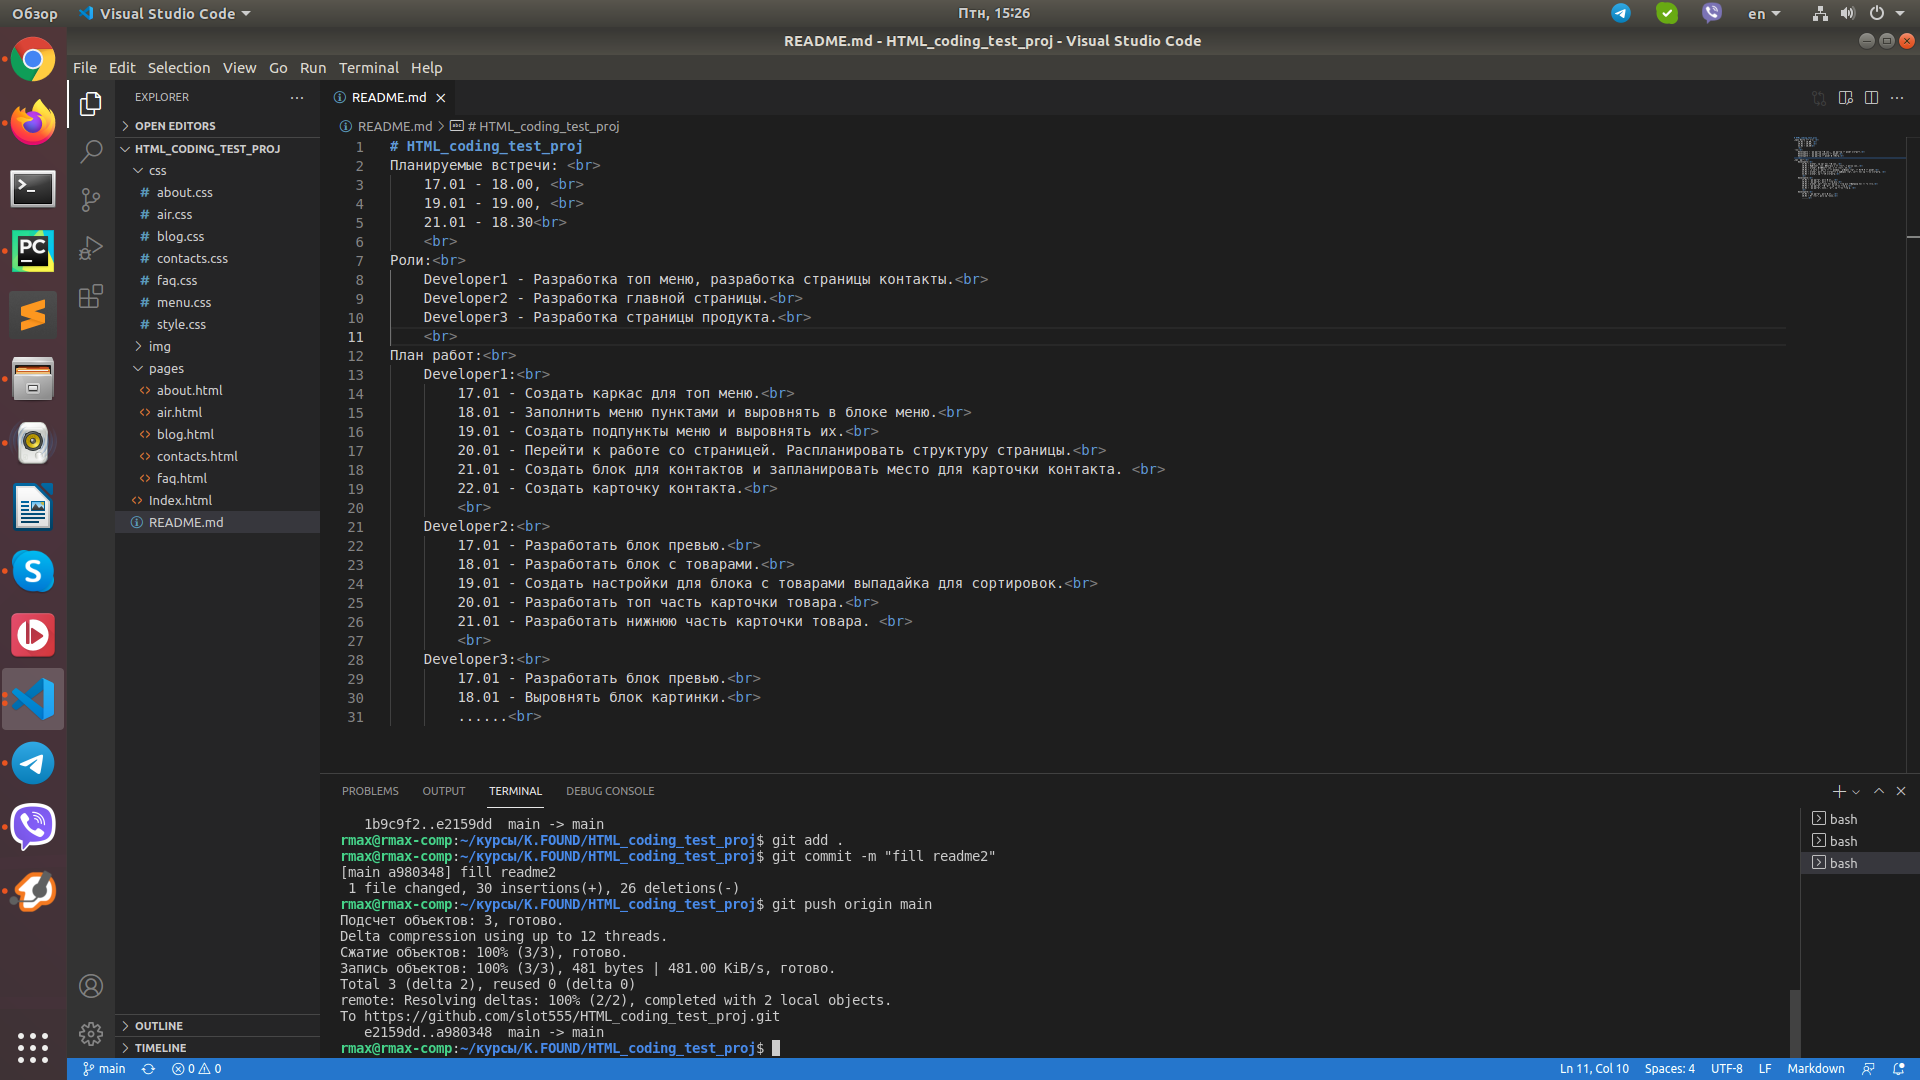 Обзор
Visual Studio Code
Птн, 15:26
en
README.md - HTML_coding_test_proj - Visual Studio Code
File Edit Selection View Go Run Terminal Help
EXPLORER
OPEN EDITORS
HTML_CODING_TEST_PROJ
css
# about.css
# air.css
# blog.css
# contacts.css
# faq.css
# menu.css
# style.css
img
pages
<> about.html
<> air.html
<> blog.html
<> contacts.html
<> faq.html
<> Index.html
README.md
OUTLINE
TIMELINE
README.md
README.md > # HTML_coding_test_proj
1 # HTML_coding_test_proj
2 Планируемые встречи: <br>
3 17.01 - 18.00, <br>
4 19.01 - 19.00, <br>
5 21.01 - 18.30<br>
6 <br>
7 Роли:<br>
8 Developer1 - Разработка топ меню, разработка страницы контакты.<br>
9 Developer2 - Разработка главной страницы.<br>
10 Developer3 - Разработка страницы продукта.<br>
11 <br>
12 План работ:<br>
13 Developer1:<br>
14 17.01 - Создать каркас для топ меню.<br>
15 18.01 - Заполнить меню пунктами и выровнять в блоке меню.<br>
16 19.01 - Создать подпункты меню и выровнять их.<br>
17 20.01 - Перейти к работе со страницей. Распланировать структуру страницы.<br>
18 21.01 - Создать блок для контактов и запланировать место для карточки контакта. <br>
19 22.01 - Создать карточку контакта.<br>
20 <br>
21 Developer2:<br>
22 17.01 - Разработать блок превью.<br>
23 18.01 - Разработать блок с товарами.<br>
24 19.01 - Создать настройки для блока с товарами выпадайка для сортировок.<br>
25 20.01 - Разработать топ часть карточки товара.<br>
26 21.01 - Разработать нижнюю часть карточки товара. <br>
27 <br>
28 Developer3:<br>
29 17.01 - Разработать блок превью.<br>
30 18.01 - Выровнять блок картинки.<br>
31 ......<br>
PROBLEMS OUTPUT TERMINAL DEBUG CONSOLE
1b9c9f2..e2159dd main -> main
rmax@rmax-comp:~/курсы/K.FOUND/HTML_coding_test_proj$ git add .
rmax@rmax-comp:~/курсы/K.FOUND/HTML_coding_test_proj$ git commit -m "fill readme2"
[main a980348] fill readme2
1 file changed, 30 insertions(+), 26 deletions(-)
rmax@rmax-comp:~/курсы/K.FOUND/HTML_coding_test_proj$ git push origin main
Подсчет объектов: 3, готово.
Delta compression using up to 12 threads.
Сжатие объектов: 100% (3/3), готово.
Запись объектов: 100% (3/3), 481 bytes | 481.00 KiB/s, готово.
Total 3 (delta 2), reused 0 (delta 0)
remote: Resolving deltas: 100% (2/2), completed with 2 local objects.
To https://github.com/slot555/HTML_coding_test_proj.git
e2159dd..a980348 main -> main
rmax@rmax-comp:~/курсы/K.FOUND/HTML_coding_test_proj$
bash
bash
bash
main 0 0
Ln 11, Col 10 Spaces: 4 UTF-8 LF Markdown